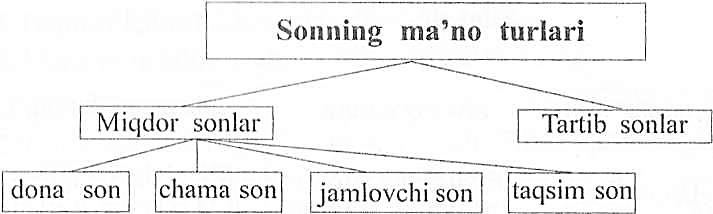 Sonning ma'no turlari
Miqdor sonlar
Tartib sonlar
dona son
chama son
jamlovchi son
taqsim son